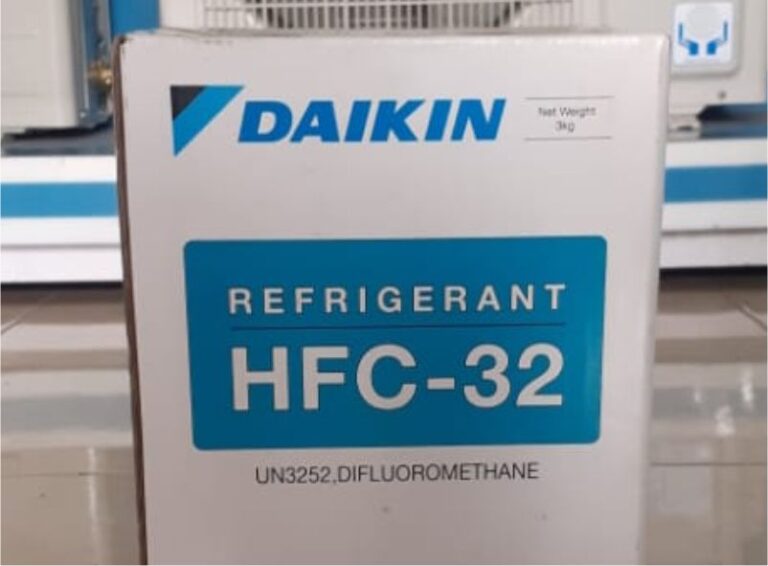 DAIKIN
Net Weight
3kg
REFRIGERANT
HFC-32
UN3252,DIFLUOROMETHANE